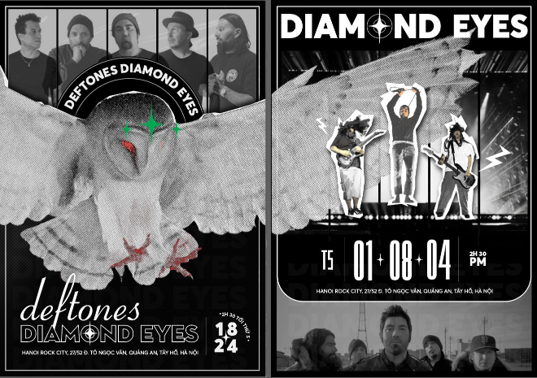 DEFTONES DIAMOND EYES
deftones
DIAMOND EYES
HANOI ROCK CITY, 27/52 Đ. TÔ NGỌC VÂN, QUẢNG AN, TÂY HỒ, HÀ NỘI
1.8
24
DIAMOND EYES
01 08 04
2H 30
PM
HANOI ROCK CITY, 27/52 Đ. TÔ NGỌC VÂN, QUẢNG AN, TÂY HỒ, HÀ NỘI